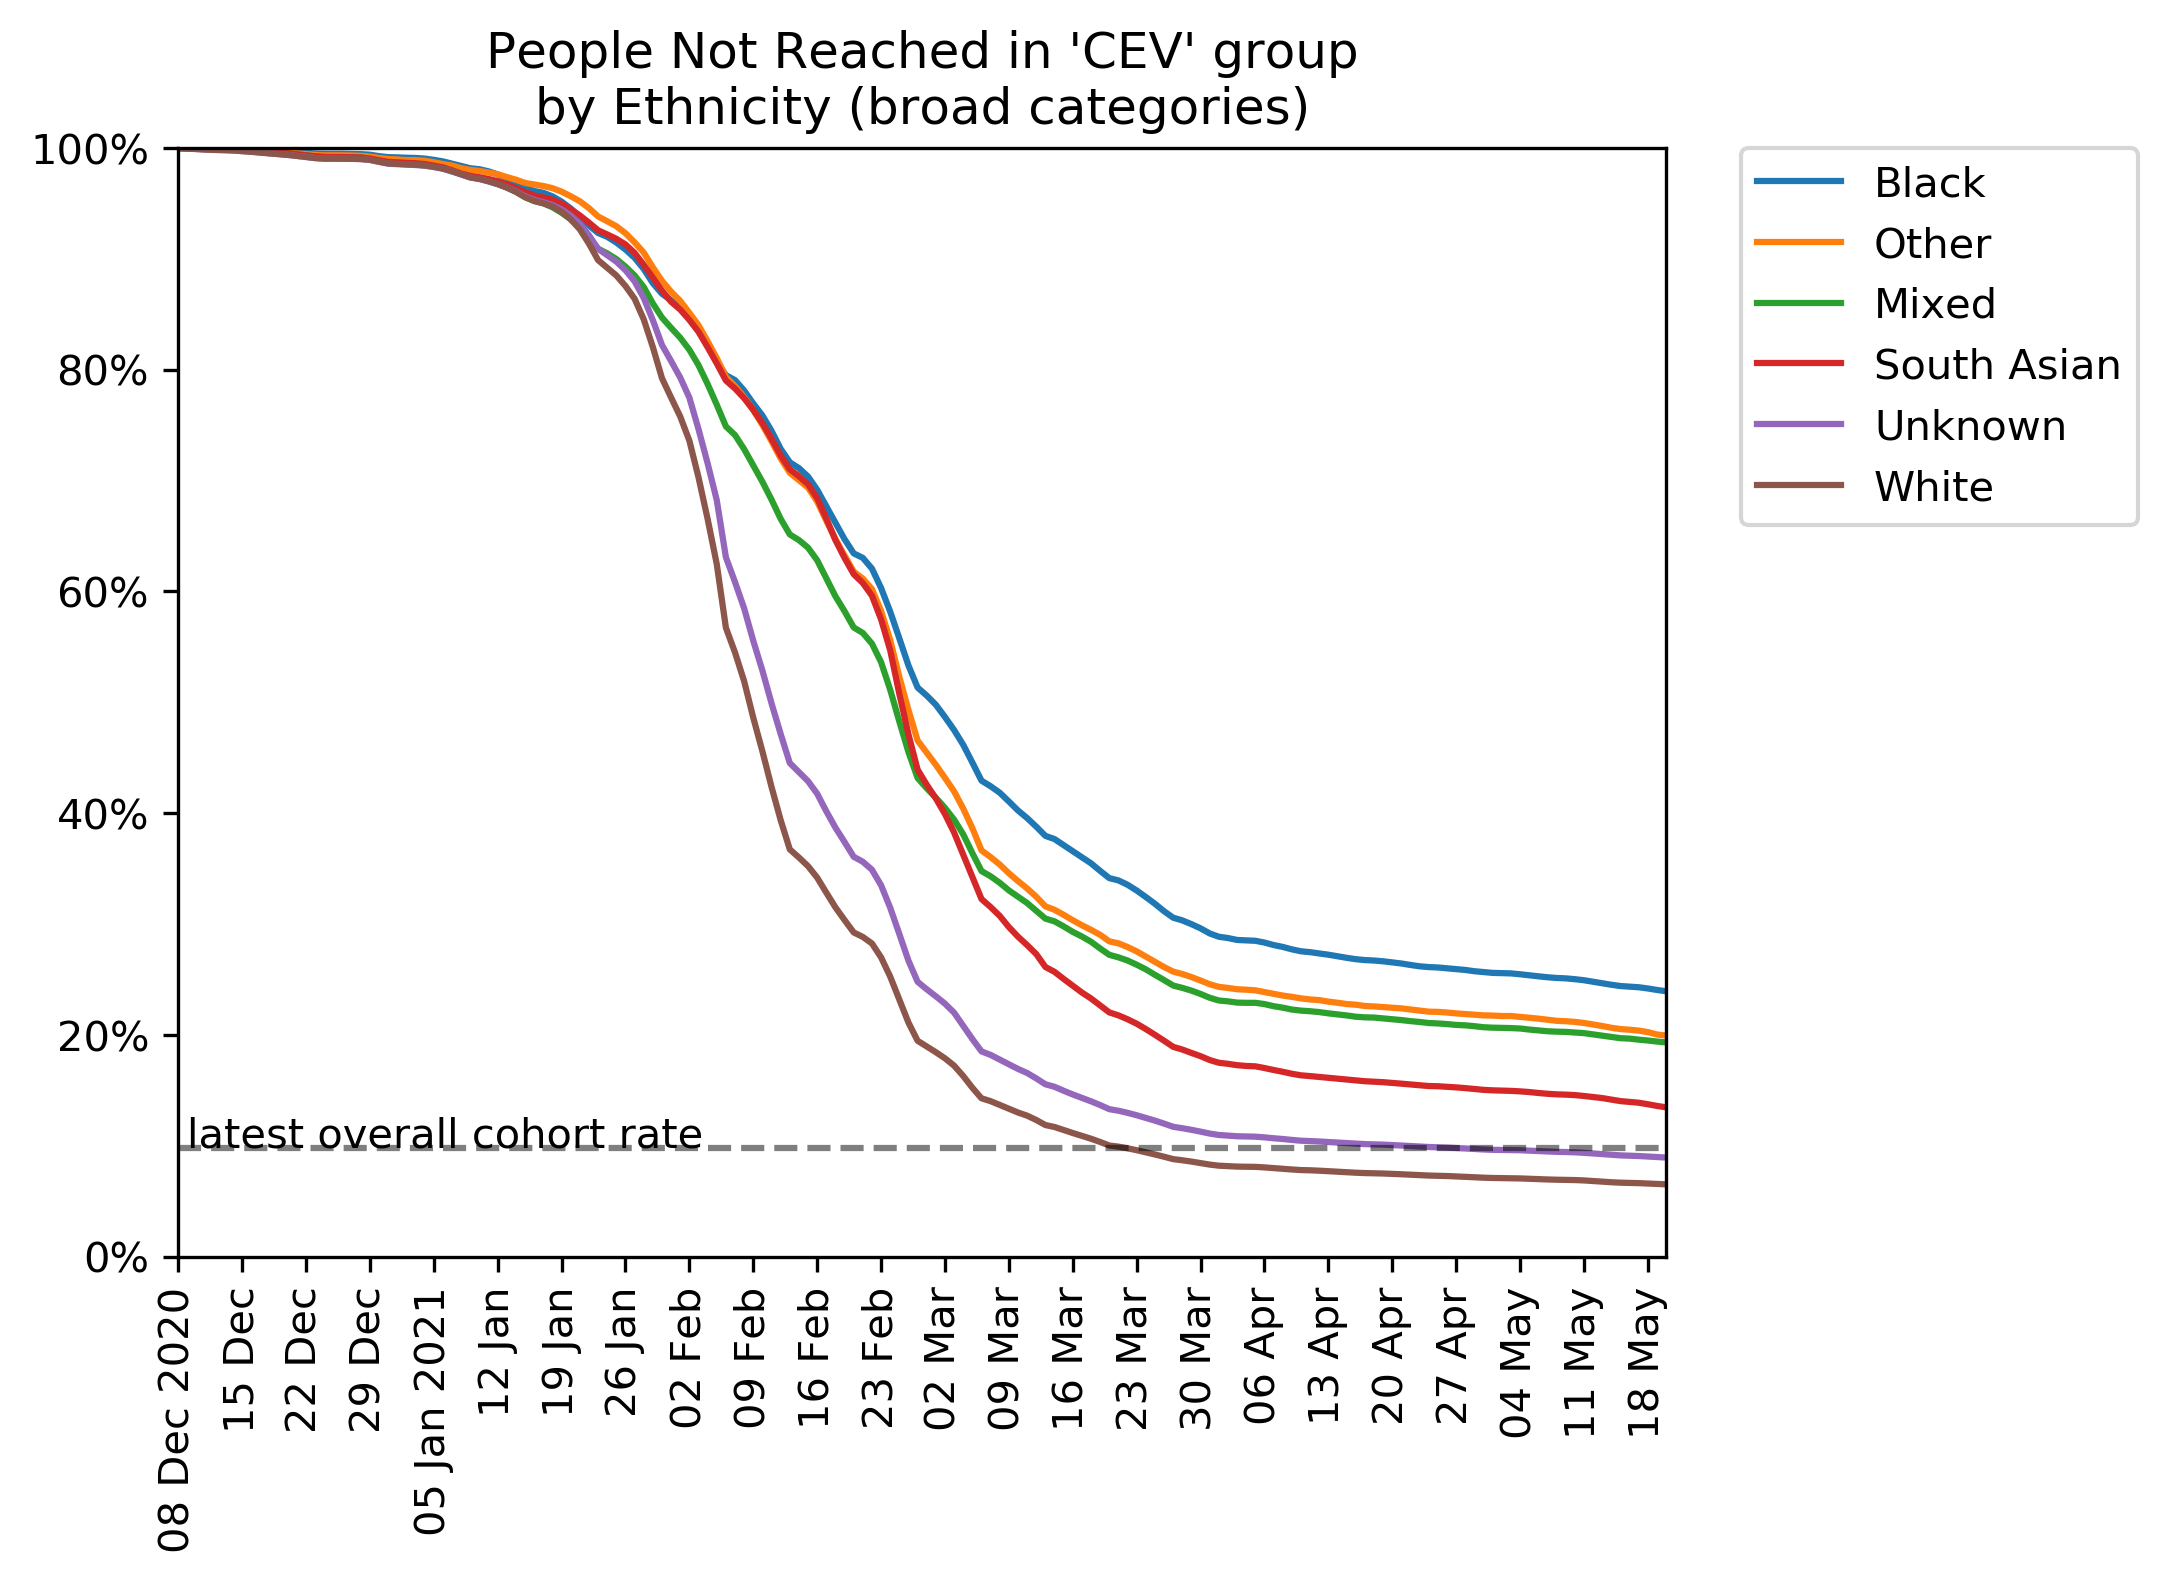 People Not Reached in 'CEV' group
by Ethnicity (broad categories)
100%
80%
60%
40%
20%
0%
latest overall cohort rate
08 Dec 2020
15 Dec
22 Dec
29 Dec
05 Jan 2021
12 Jan
19 Jan
26 Jan
02 Feb
09 Feb
16 Feb
23 Feb
02 Mar
09 Mar
16 Mar
23 Mar
30 Mar
06 Apr
13 Apr
20 Apr
27 Apr
04 May
11 May
18 May
Black
Other
Mixed
South Asian
Unknown
White